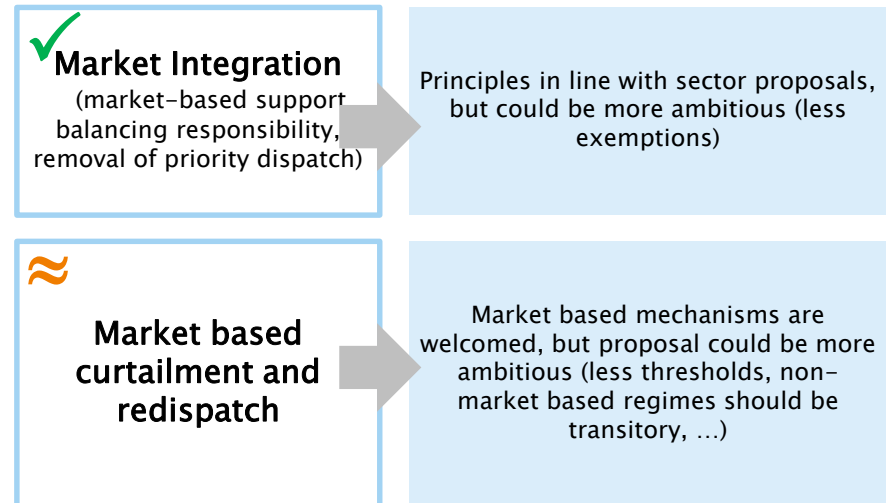 Market Integration
(market-based support
balancing responsibility,
removal of priority dispatch)
Principles in line with sector proposals,
but could be more ambitious (less
exemptions)
≈
Market based
curtailment and
redispatch
Market based mechanisms are
welcomed, but proposal could be more
ambitious (less thresholds, non-
market based regimes should be
transitory, …)